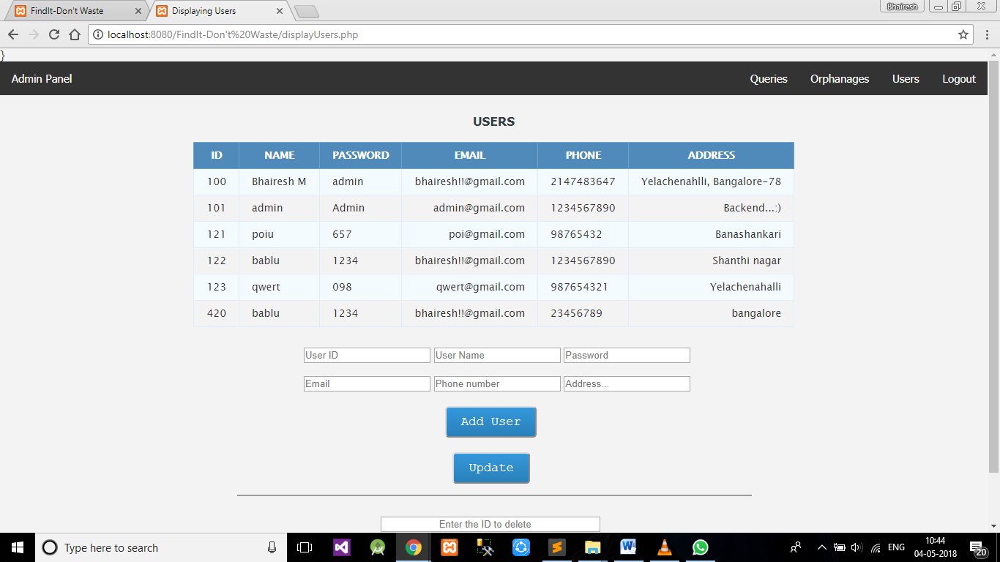 FindIt-Don't Waste
Displaying Users
Bhairesh
localhost:8080/FindIt-Don't%20Waste/displayUsers.php
}
Admin Panel Queries Orphanages Users Logout
USERS
ID NAME PASSWORD EMAIL PHONE ADDRESS
100 Bhairesh M admin bhairesh!!@gmail.com 2147483647 Yelachenahlli, Bangalore-78
101 admin Admin admin@gmail.com 1234567890 Backend...:)
121 poiu 657 poi@gmail.com 98765432 Banashankari
122 bablu 1234 bhairesh!!@gmail.com 1234567890 Shanthi nagar
123 qwert 098 qwert@gmail.com 987654321 Yelachenahalli
420 bablu 1234 bhairesh!!@gmail.com 23456789 bangalore
User ID User Name Password
Email Phone number Address...
Add User
Update
Enter the ID to delete
Type here to search
ENG
10:44
04-05-2018
20